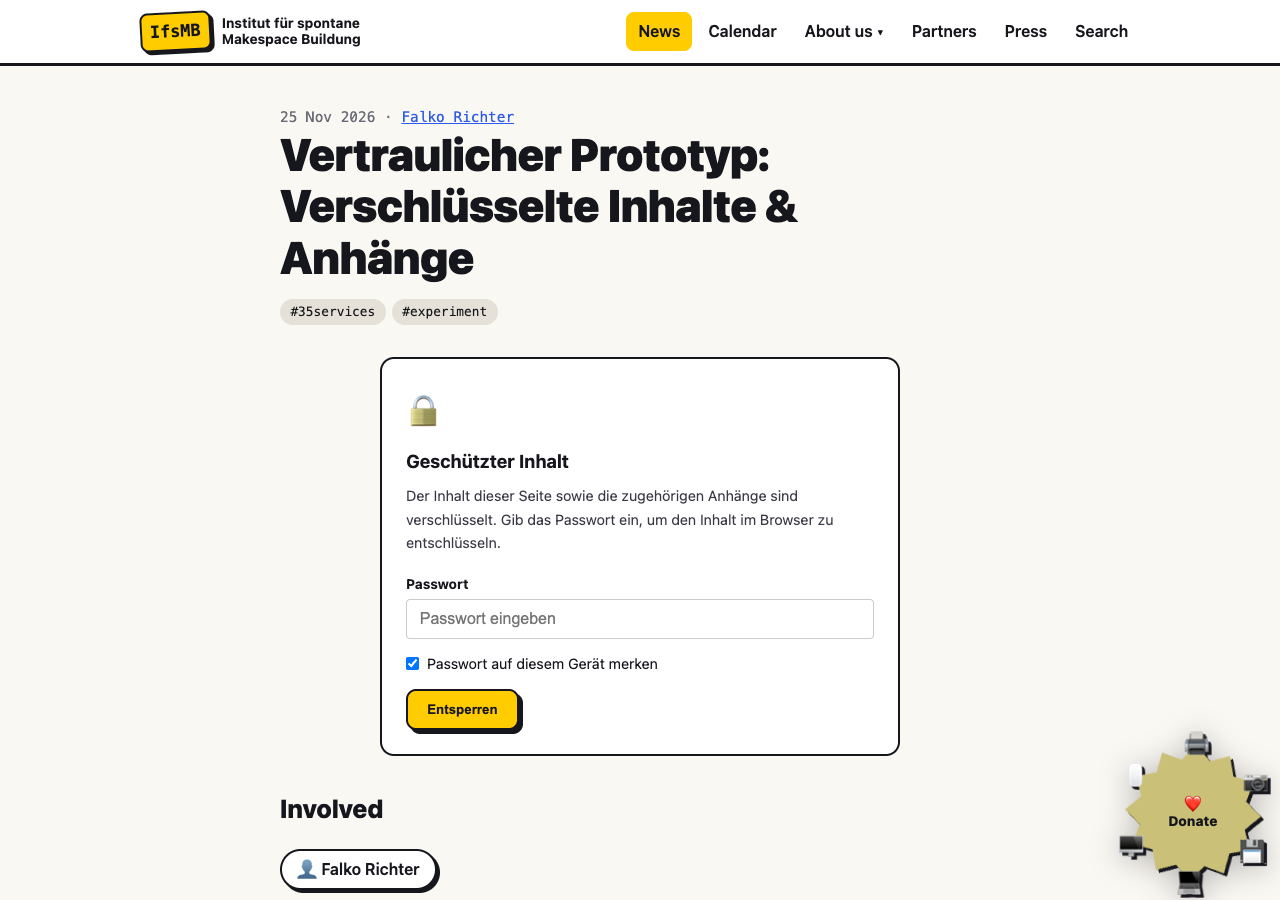 IfsMB
Institut für spontane
Makespace Buildung
News
Calendar
About us ▾
Partners
Press
Search
25 Nov 2026 · Falko Richter
Vertraulicher Prototyp:
Verschlüsselte Inhalte &
Anhänge
#35services
#experiment
Geschützter Inhalt
Der Inhalt dieser Seite sowie die zugehörigen Anhänge sind
verschlüsselt. Gib das Passwort ein, um den Inhalt im Browser zu
entschlüsseln.
Passwort
Passwort eingeben
Passwort auf diesem Gerät merken
Entsperren
Involved
Falko Richter
Donate